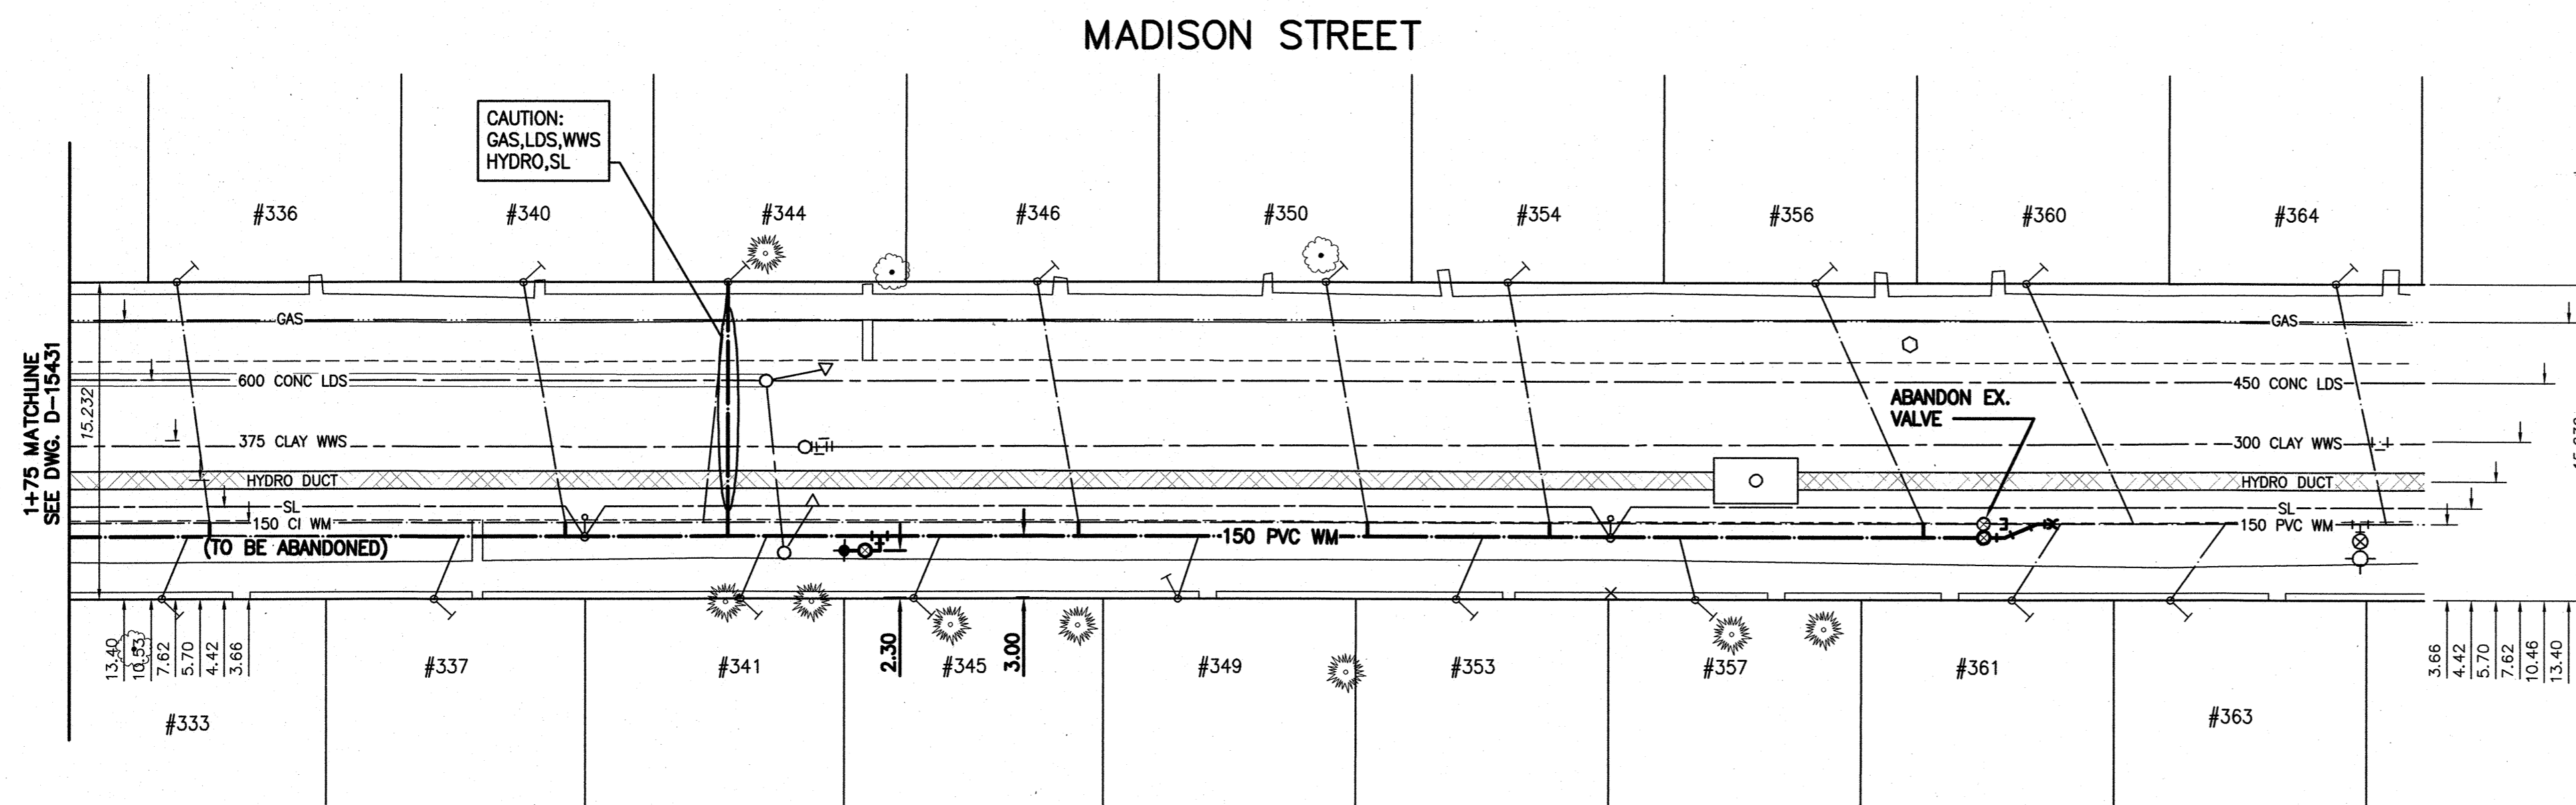 MADISON STREET
CAUTION:
GAS,LDS,WWS
HYDRO,SL
#336
#340
#344
#346
#350
#354
#356
#360
#364
1+75 MATCHLINE
SEE DWG. D-15431
15.232
GAS
GAS
600 CONC LDS
450 CONC LDS
ABANDON EX.
VALVE
375 CLAY WWS
300 CLAY WWS
HYDRO DUCT
HYDRO DUCT
SL
SL
150 CI WM
150 PVC WM
150 PVC WM
(TO BE ABANDONED)
13.40
10.53
7.62
5.70
4.42
3.66
2.30
3.00
3.66
4.42
5.70
7.62
10.46
13.40
#337
#341
#345
#349
#353
#357
#361
#333
#363